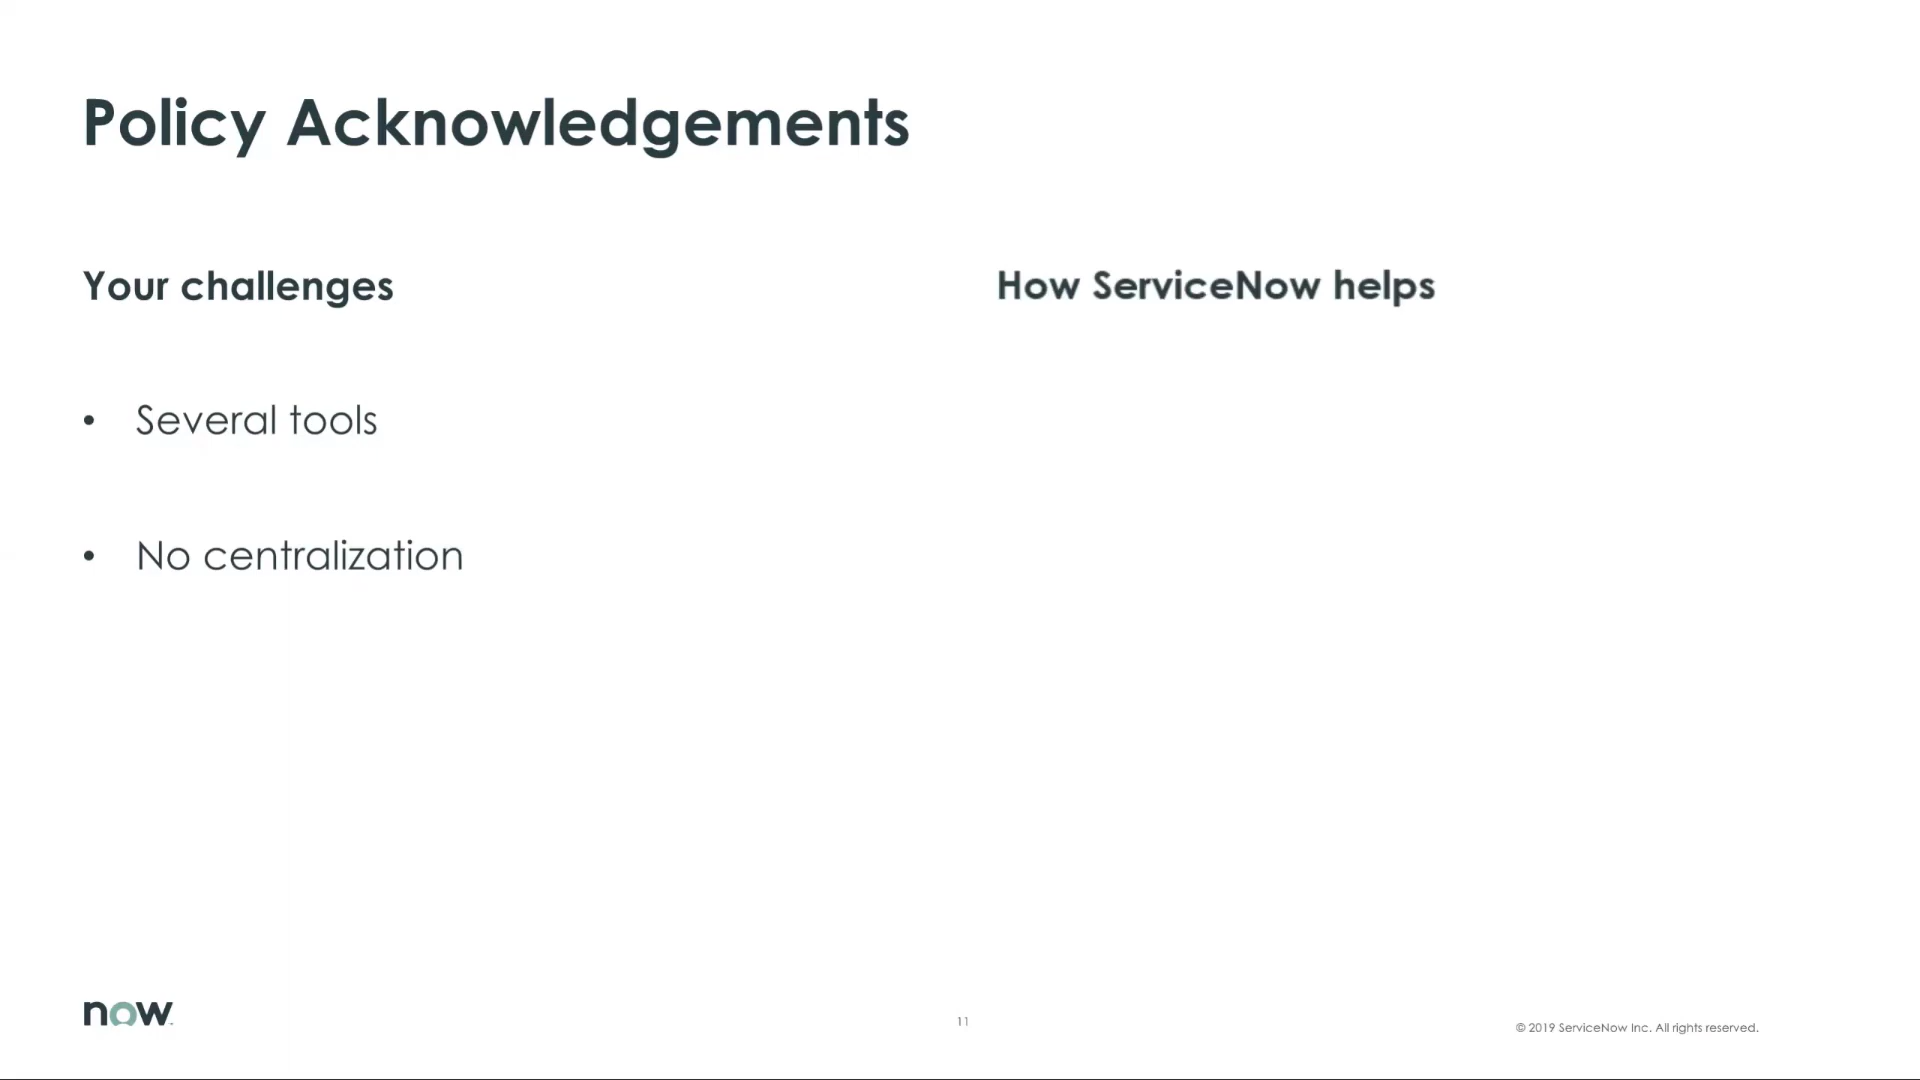 Policy Acknowledgements
Your challenges
How ServiceNow helps
• Several tools
• No centralization
now
11
© 2019 ServiceNow Inc. All rights reserved.